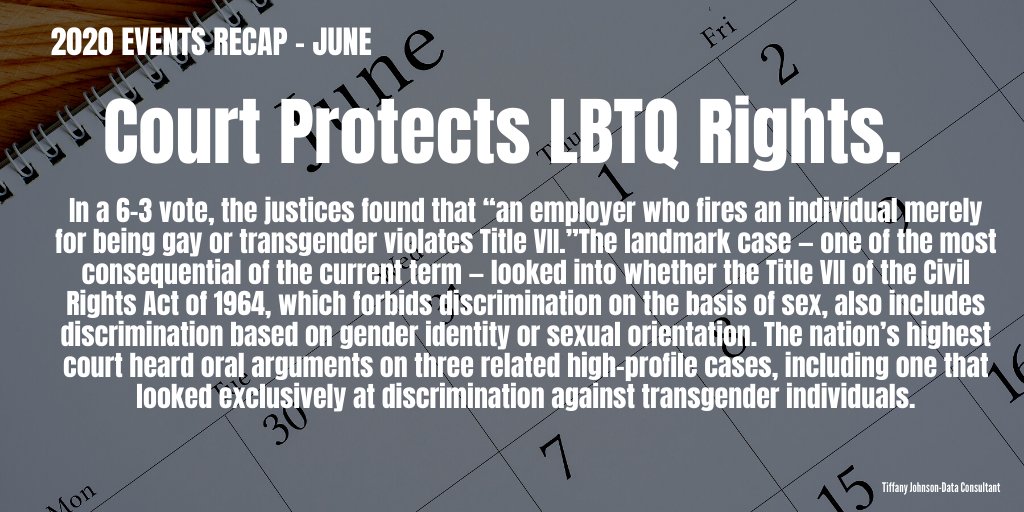 2020 EVENTS RECAP - JUNE
June
Court Protects LBTQ Rights.
In a 6-3 vote, the justices found that “an employer who fires an individual merely
for being gay or transgender violates Title VII.”The landmark case – one of the most
consequential of the current term – looked into whether the Title VII of the Civil
Rights Act of 1964, which forbids discrimination on the basis of sex, also includes
discrimination based on gender identity or sexual orientation. The nation’s highest
court heard oral arguments on three related high-profile cases, including one that
looked exclusively at discrimination against transgender individuals.
Mon
Tue
Wed
Thu
Fri
30
1
2
7
8
9
15
16
Tiffany Johnson-Data Consultant